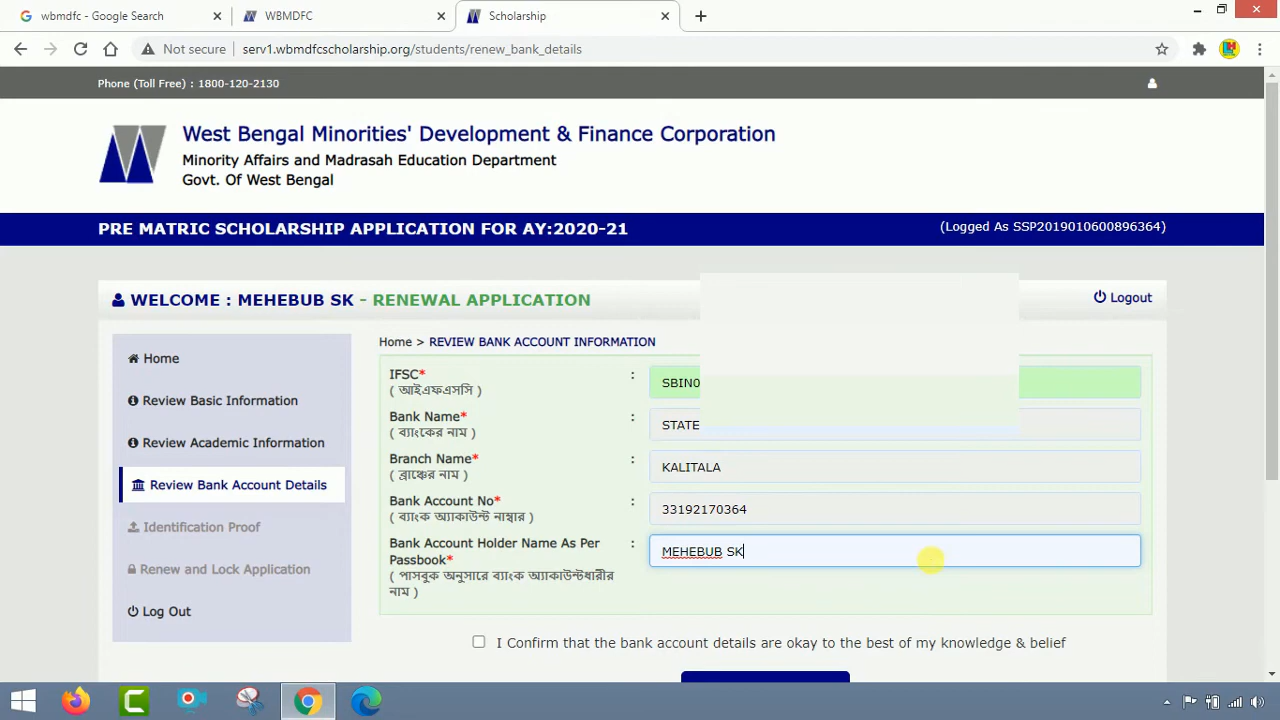 wbmdfc - Google Search
WBMDFC
Scholarship
Not secure
serv1.wbmdfcscholarship.org/students/renew_bank_details
Phone (Toll Free) : 1800-120-2130
West Bengal Minorities' Development & Finance Corporation
Minority Affairs and Madrasah Education Department
Govt. Of West Bengal
PRE MATRIC SCHOLARSHIP APPLICATION FOR AY:2020-21
(Logged As SSP2019010600896364)
WELCOME : MEHEBUB SK - RENEWAL APPLICATION
Logout
Home
Review Basic Information
Review Academic Information
Review Bank Account Details
Identification Proof
Renew and Lock Application
Log Out
Home > REVIEW BANK ACCOUNT INFORMATION
IFSC* : SBIN0
( আইএফএসসি )
Bank Name* : STATE
( ব্যাংকের নাম )
Branch Name* : KALITALA
( ব্রাঞ্চের নাম )
Bank Account No* : 33192170364
( ব্যাংক অ্যাকাউন্ট নাম্বার )
Bank Account Holder Name As Per : MEHEBUB SK
Passbook*
( পাসবুক অনুসারে ব্যাংক অ্যাকাউন্টধারীর
নাম )
I Confirm that the bank account details are okay to the best of my knowledge & belief